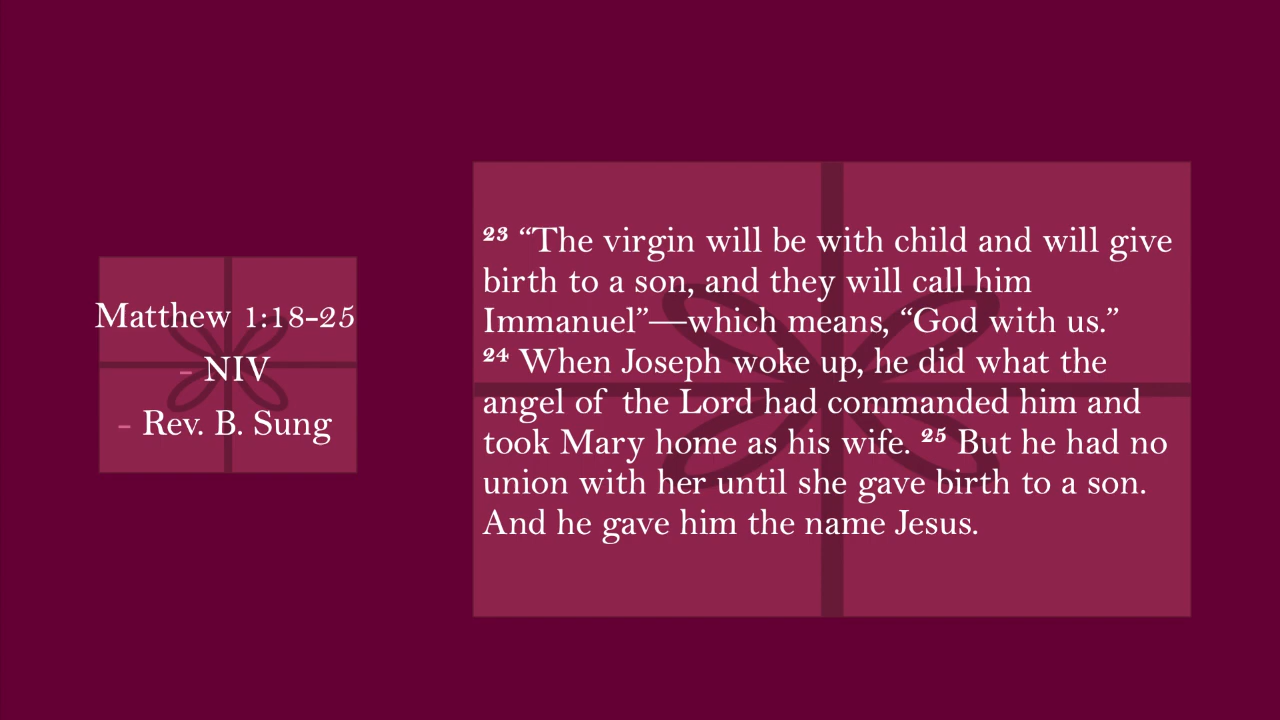 Matthew 1:18-25
- NIV
- Rev. B. Sung
23 “The virgin will be with child and will give
birth to a son, and they will call him
Immanuel”—which means, “God with us.”
24 When Joseph woke up, he did what the
angel of  the Lord had commanded him and
took Mary home as his wife. 25 But he had no
union with her until she gave birth to a son.
And he gave him the name Jesus.